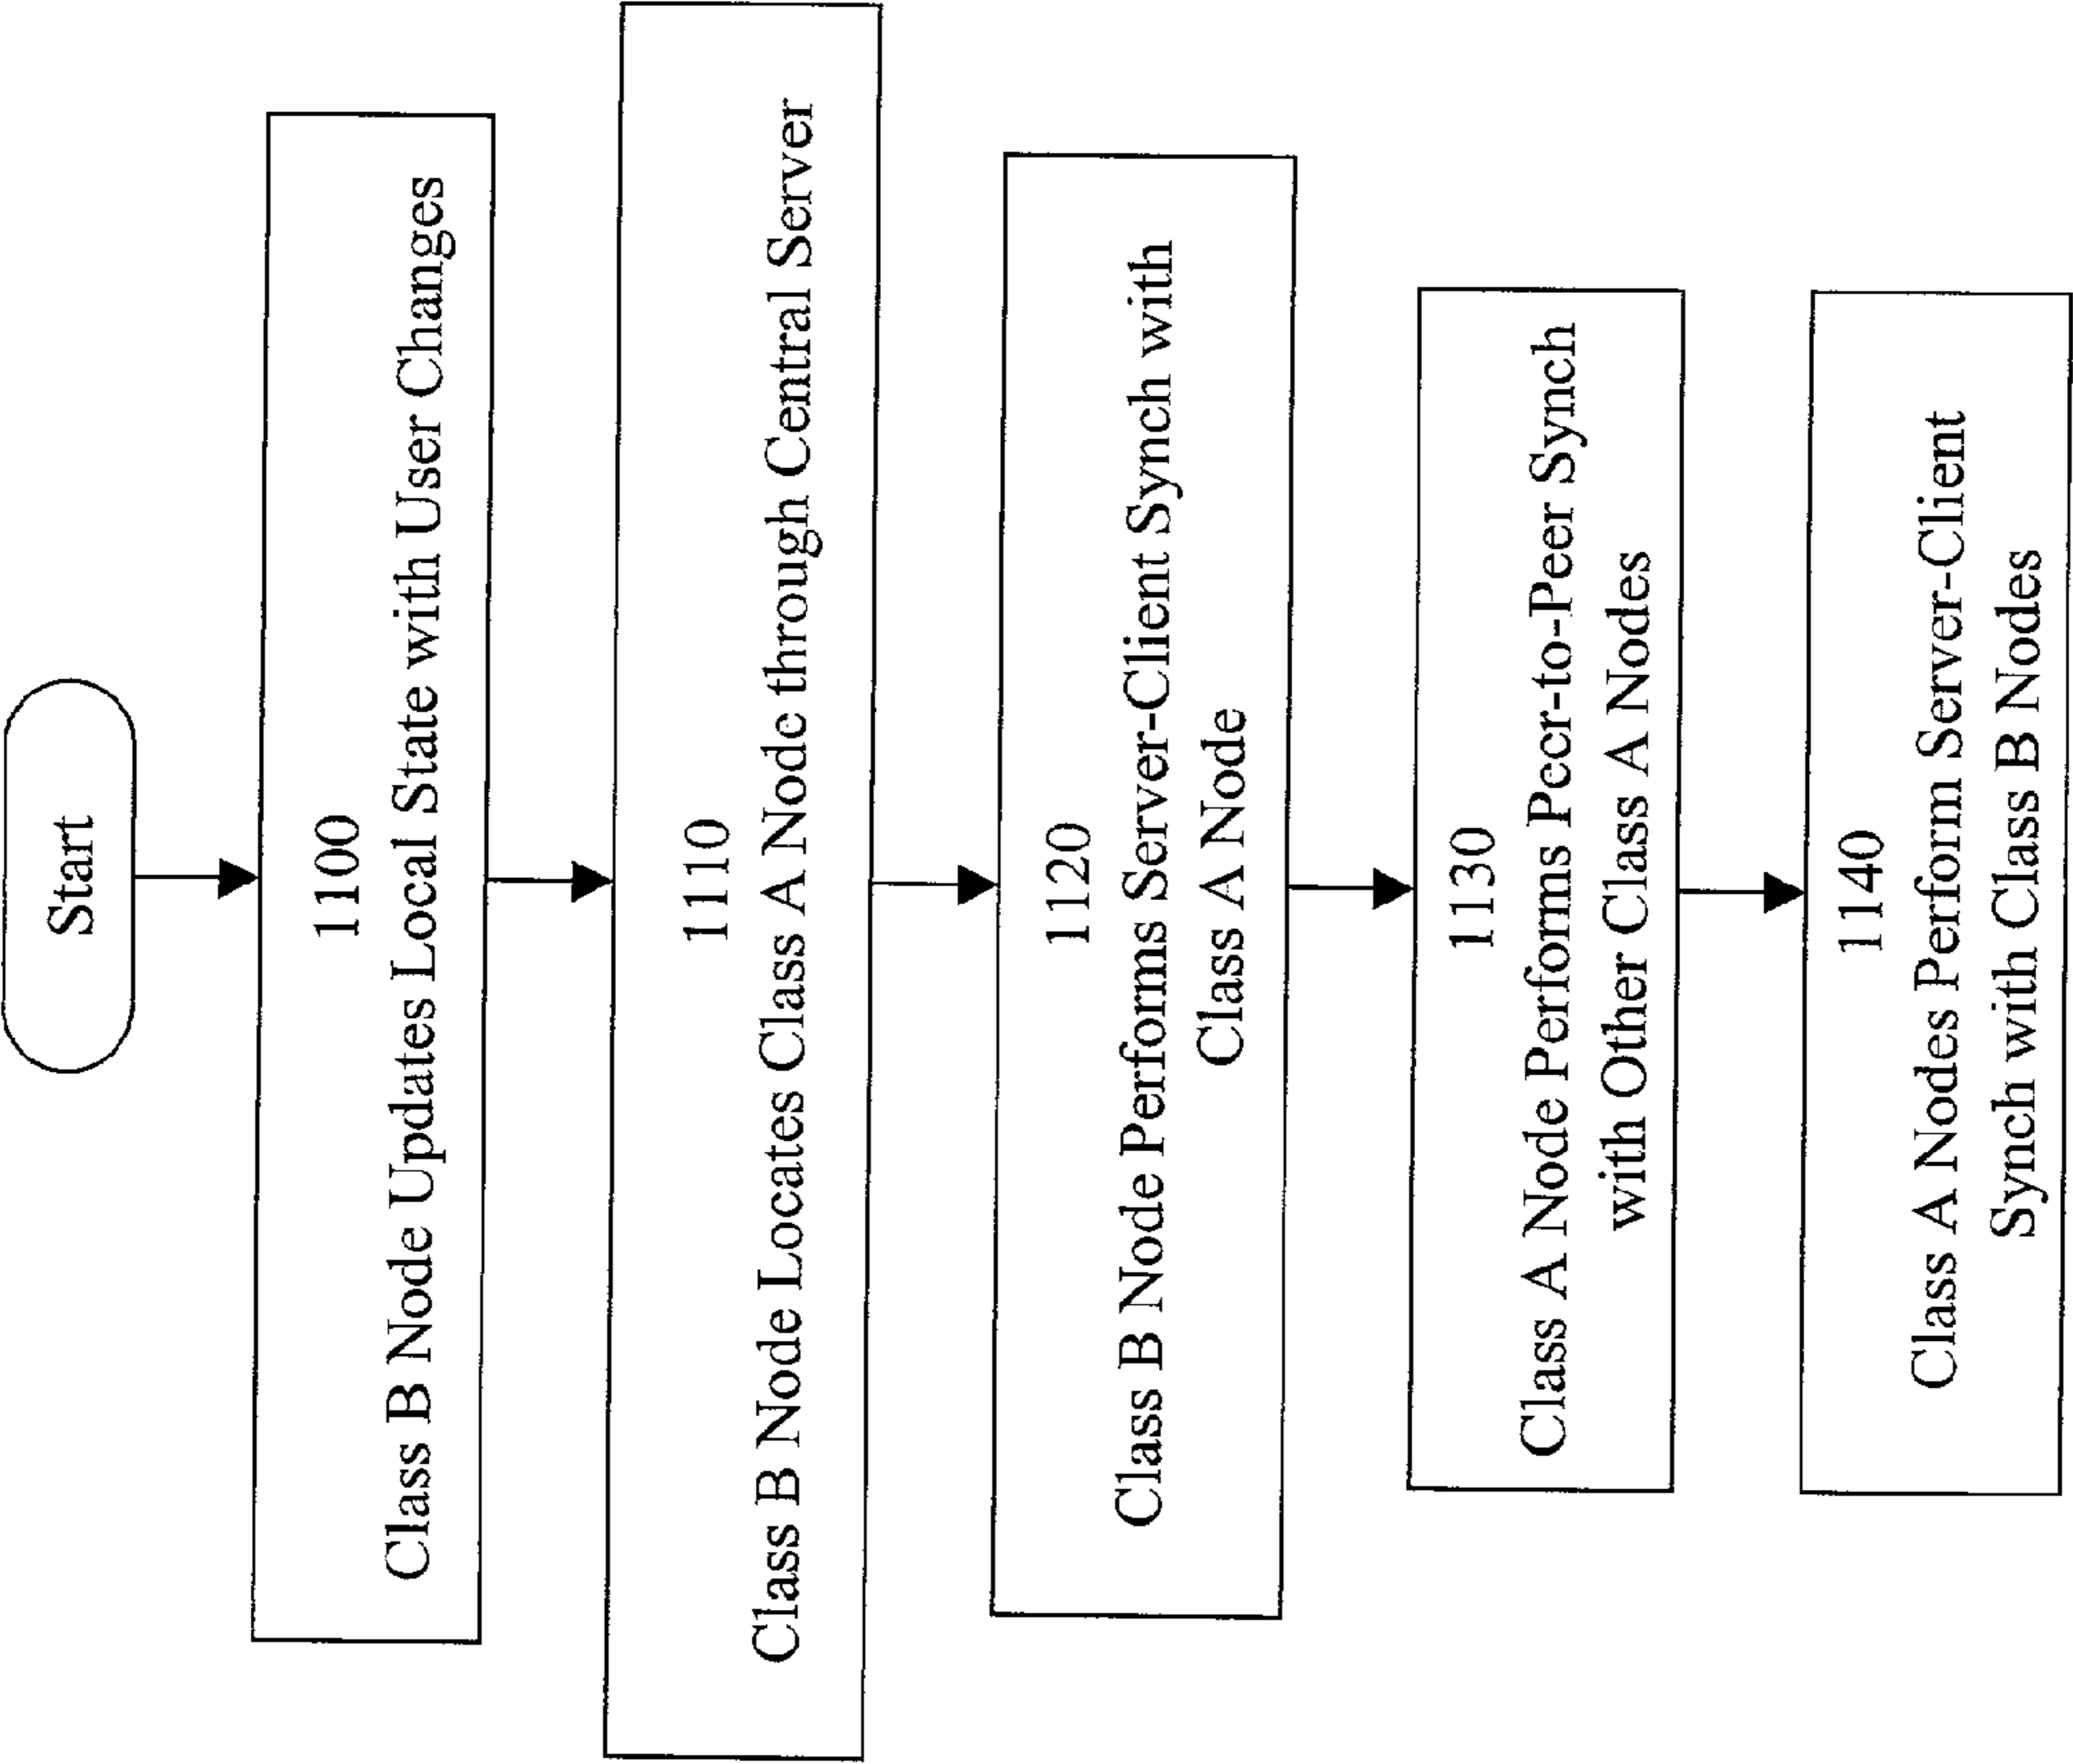 Start
1100
Class B Node Updates Local State with User Changes
1110
Class B Node Locates Class A Node through Central Server
1120
Class B Node Performs Server-Client Synch with
Class A Node
1130
Class A Node Performs Peer-to-Peer Synch
with Other Class A Nodes
1140
Class A Nodes Perform Server-Client
Synch with Class B Nodes